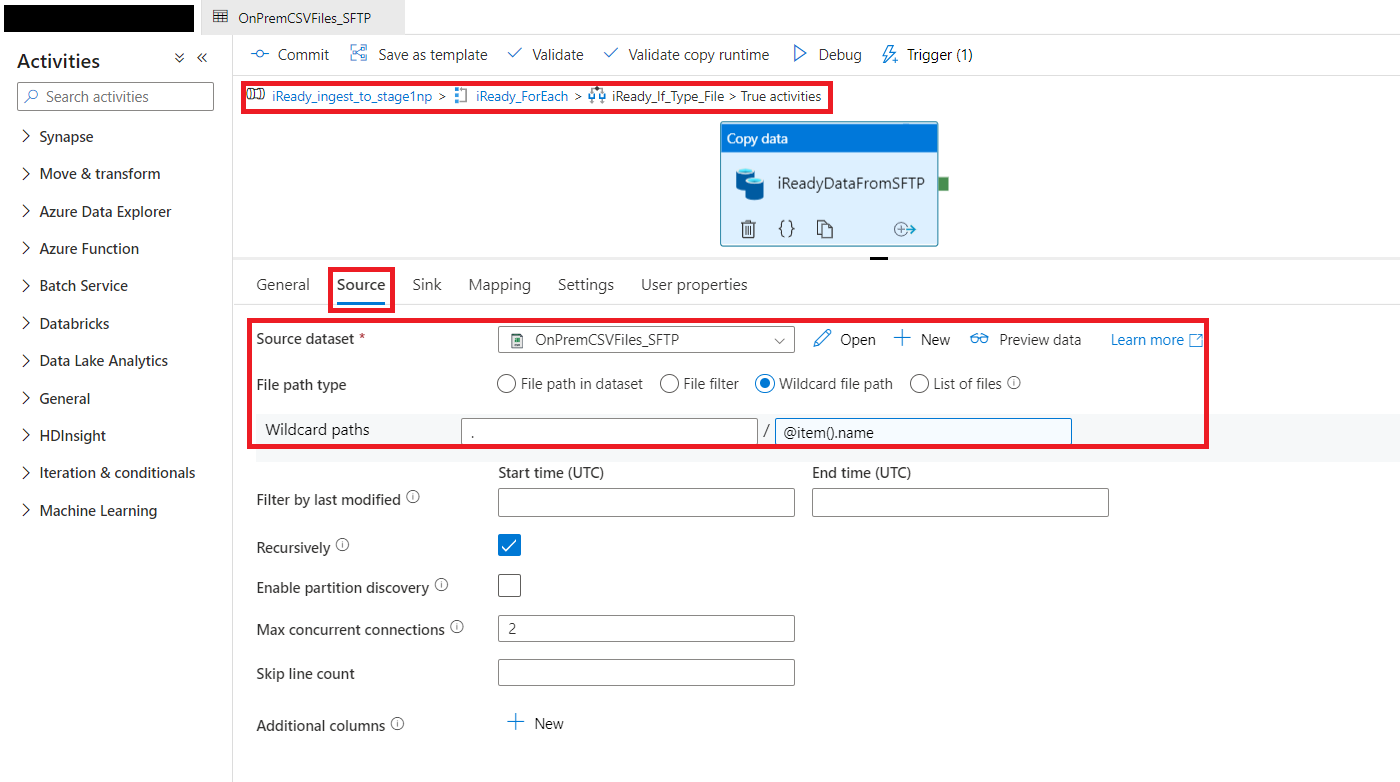 OnPremCSVFiles_SFTP
Activities
Search activities
Synapse
Move & transform
Azure Data Explorer
Azure Function
Batch Service
Databricks
Data Lake Analytics
General
HDInsight
Iteration & conditionals
Machine Learning
Commit Save as template Validate Validate copy runtime Debug Trigger (1)
iReady_ingest_to_stage1np > iReady_ForEach > iReady_If_Type_File > True activities
Copy data
iReadyDataFromSFTP
General Source Sink Mapping Settings User properties
Source dataset * OnPremCSVFiles_SFTP Open New Preview data Learn more
File path type File path in dataset File filter Wildcard file path List of files
Wildcard paths . / @item().name
Start time (UTC) End time (UTC)
Filter by last modified
Recursively
Enable partition discovery
Max concurrent connections 2
Skip line count
Additional columns New